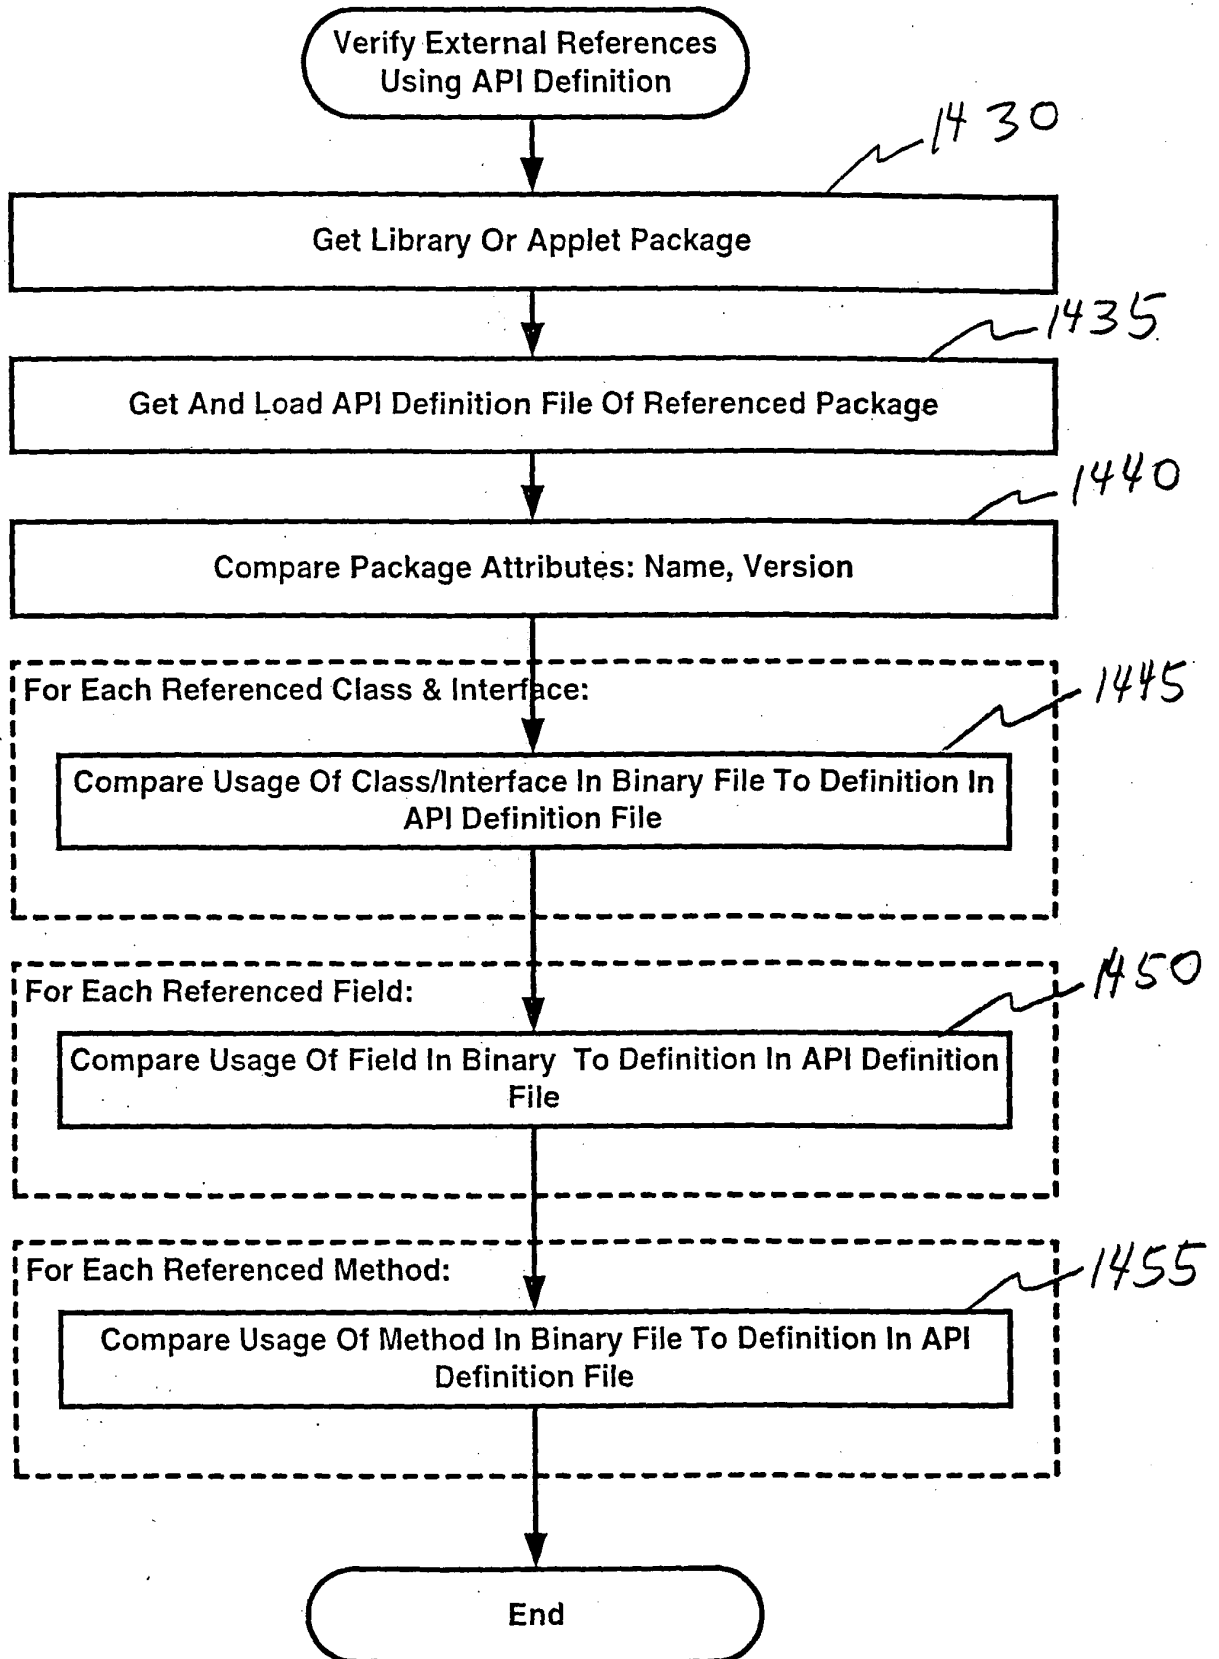 Verify External References
Using API Definition
1430
Get Library Or Applet Package
1435
Get And Load API Definition File Of Referenced Package
1440
Compare Package Attributes: Name, Version
For Each Referenced Class & Interface:
1445
Compare Usage Of Class/Interface In Binary File To Definition In
API Definition File
For Each Referenced Field:
1450
Compare Usage Of Field In Binary To Definition In API Definition
File
For Each Referenced Method:
1455
Compare Usage Of Method In Binary File To Definition In API
Definition File
End